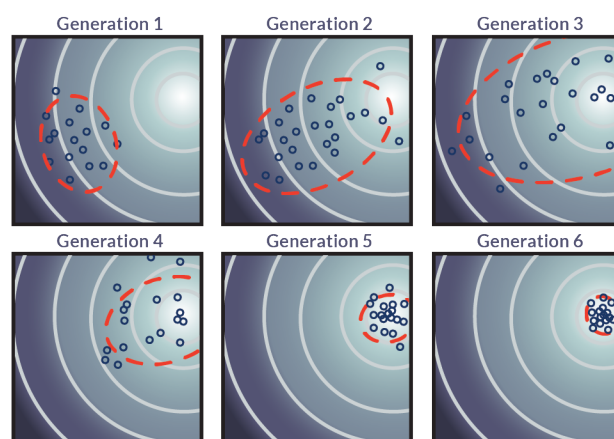 Generation 1
Generation 2
Generation 3
Generation 4
Generation 5
Generation 6